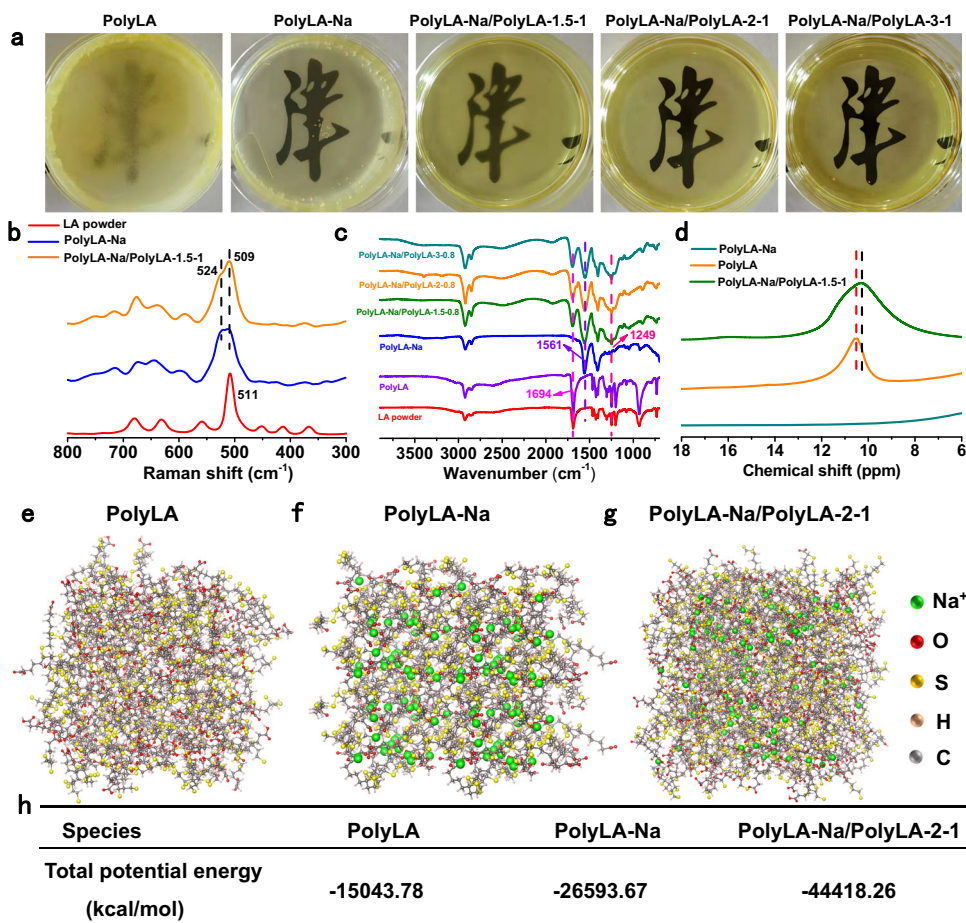 a
PolyLA PolyLA-Na PolyLA-Na/PolyLA-1.5-1 PolyLA-Na/PolyLA-2-1 PolyLA-Na/PolyLA-3-1
津 津 津 津
b
LA powder
PolyLA-Na
PolyLA-Na/PolyLA-1.5-1
524 509
511
800 700 600 500 400 300
Raman shift (cm⁻¹)
c
PolyLA-Na/PolyLA-3-0.8
PolyLA-Na/PolyLA-2-0.8
PolyLA-Na/PolyLA-1.5-0.8
PolyLA-Na
1561 1249
PolyLA
1694
LA powder
3500 3000 2500 2000 1500 1000
Wavenumber (cm⁻¹)
d
PolyLA-Na
PolyLA
PolyLA-Na/PolyLA-1.5-1
18 16 14 12 10 8 6
Chemical shift (ppm)
e PolyLA
f PolyLA-Na
g PolyLA-Na/PolyLA-2-1
Na⁺
O
S
H
C
h
Species PolyLA PolyLA-Na PolyLA-Na/PolyLA-2-1
Total potential energy
(kcal/mol) -15043.78 -26593.67 -44418.26